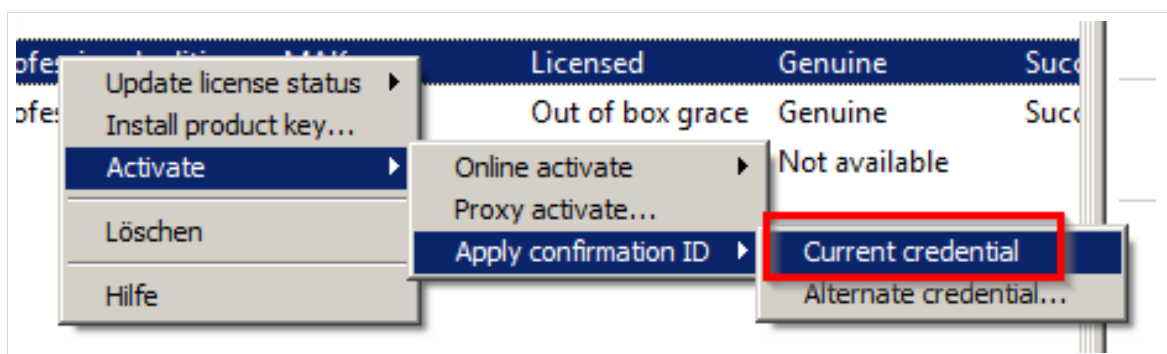 Licensed Genuine
Update license status
Out of box grace Genuine
Install product key...
Activate
Online activate
Not available
Proxy activate...
Löschen
Apply confirmation ID
Current credential
Hilfe
Alternate credential...